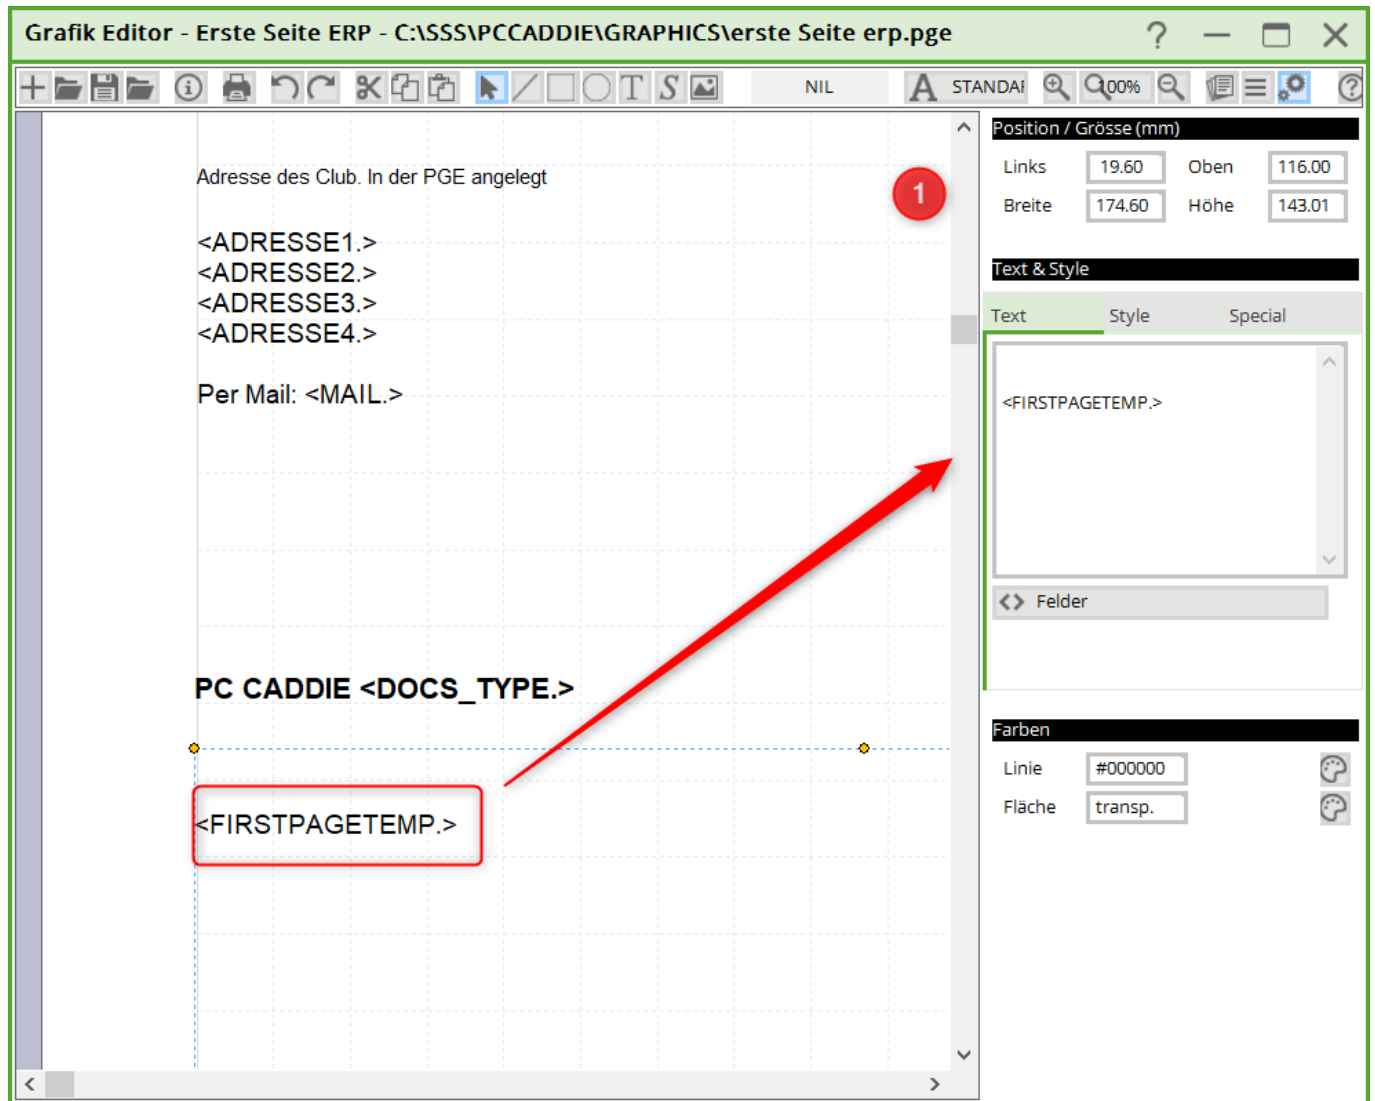 Grafik Editor - Erste Seite ERP - C:\SSS\PCCADDIE\GRAPHICS\erste Seite erp.pge
T S NIL A STANDAR 100%
Adresse des Club. In der PGE angelegt
1
<ADRESSE1.>
<ADRESSE2.>
<ADRESSE3.>
<ADRESSE4.>
Per Mail: <MAIL.>
PC CADDIE <DOCS_TYPE.>
<FIRSTPAGETEMP.>
Position / Grösse (mm)
Links 19.60 Oben 116.00
Breite 174.60 Höhe 143.01
Text & Style
Text Style Special
<FIRSTPAGETEMP.>
<> Felder
Farben
Linie #000000
Fläche transp.